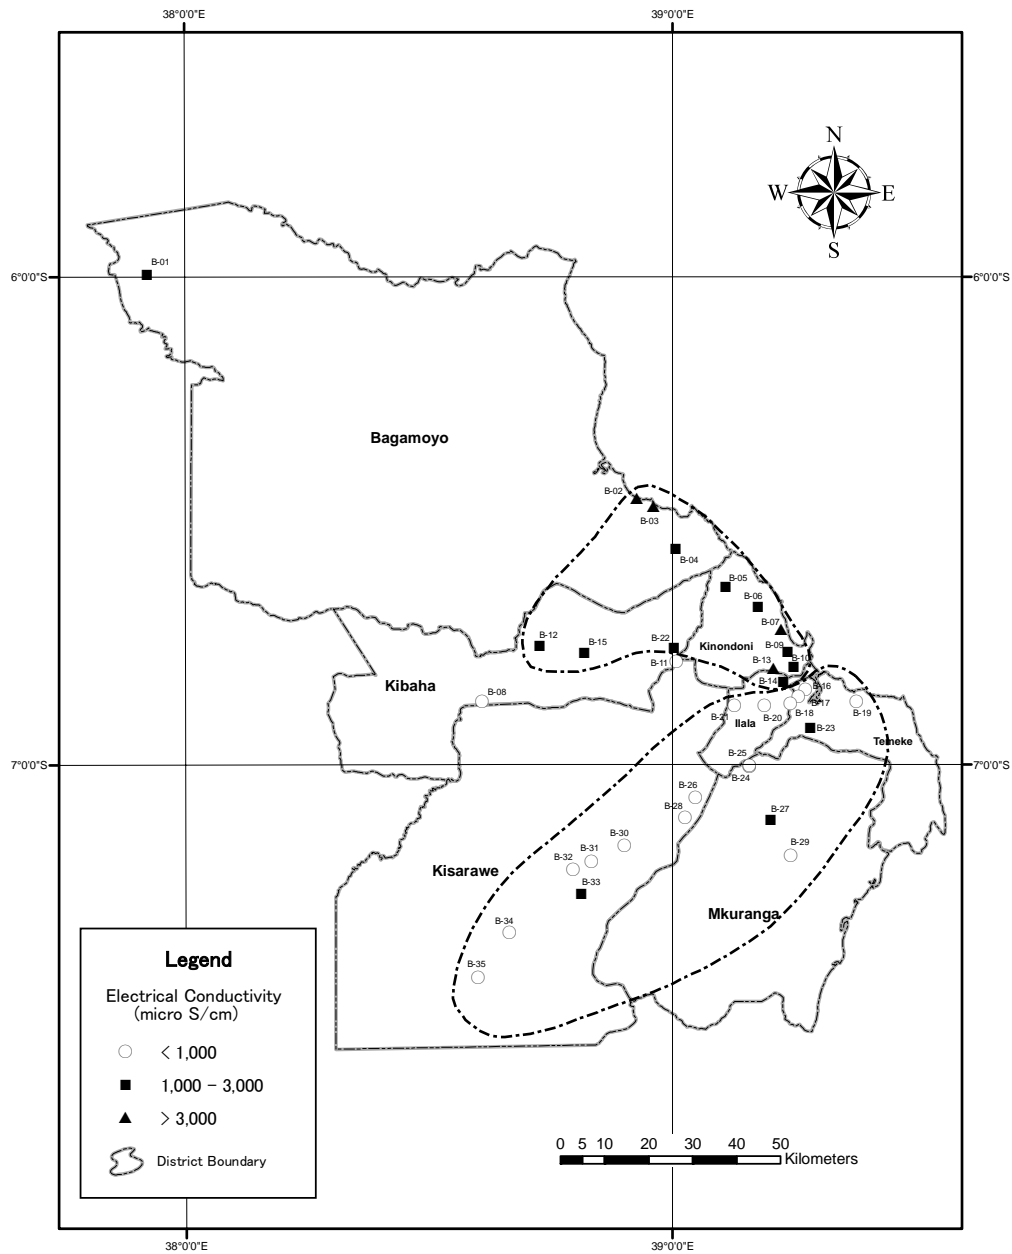 38°0'0"E
39°0'0"E
N
W
E
S
B-01
6°0'0"S
6°0'0"S
Bagamoyo
B-02
B-03
B-04
B-05
B-06
B-07
B-12
B-15
B-22
Kinondoni
B-09
B-10
B-11
B-13
B-14
Kibaha
B-08
B-16
B-17
B-21
B-20
B-18
B-19
Ilala
B-23
Temeke
B-25
7°0'0"S
7°0'0"S
B-24
B-26
B-28
B-27
B-30
B-31
B-32
B-29
Kisarawe
B-33
Mkuranga
B-34
B-35
Legend
Electrical Conductivity
(micro S/cm)
< 1,000
1,000 - 3,000
> 3,000
District Boundary
0 5 10 20 30 40 50
Kilometers
38°0'0"E
39°0'0"E